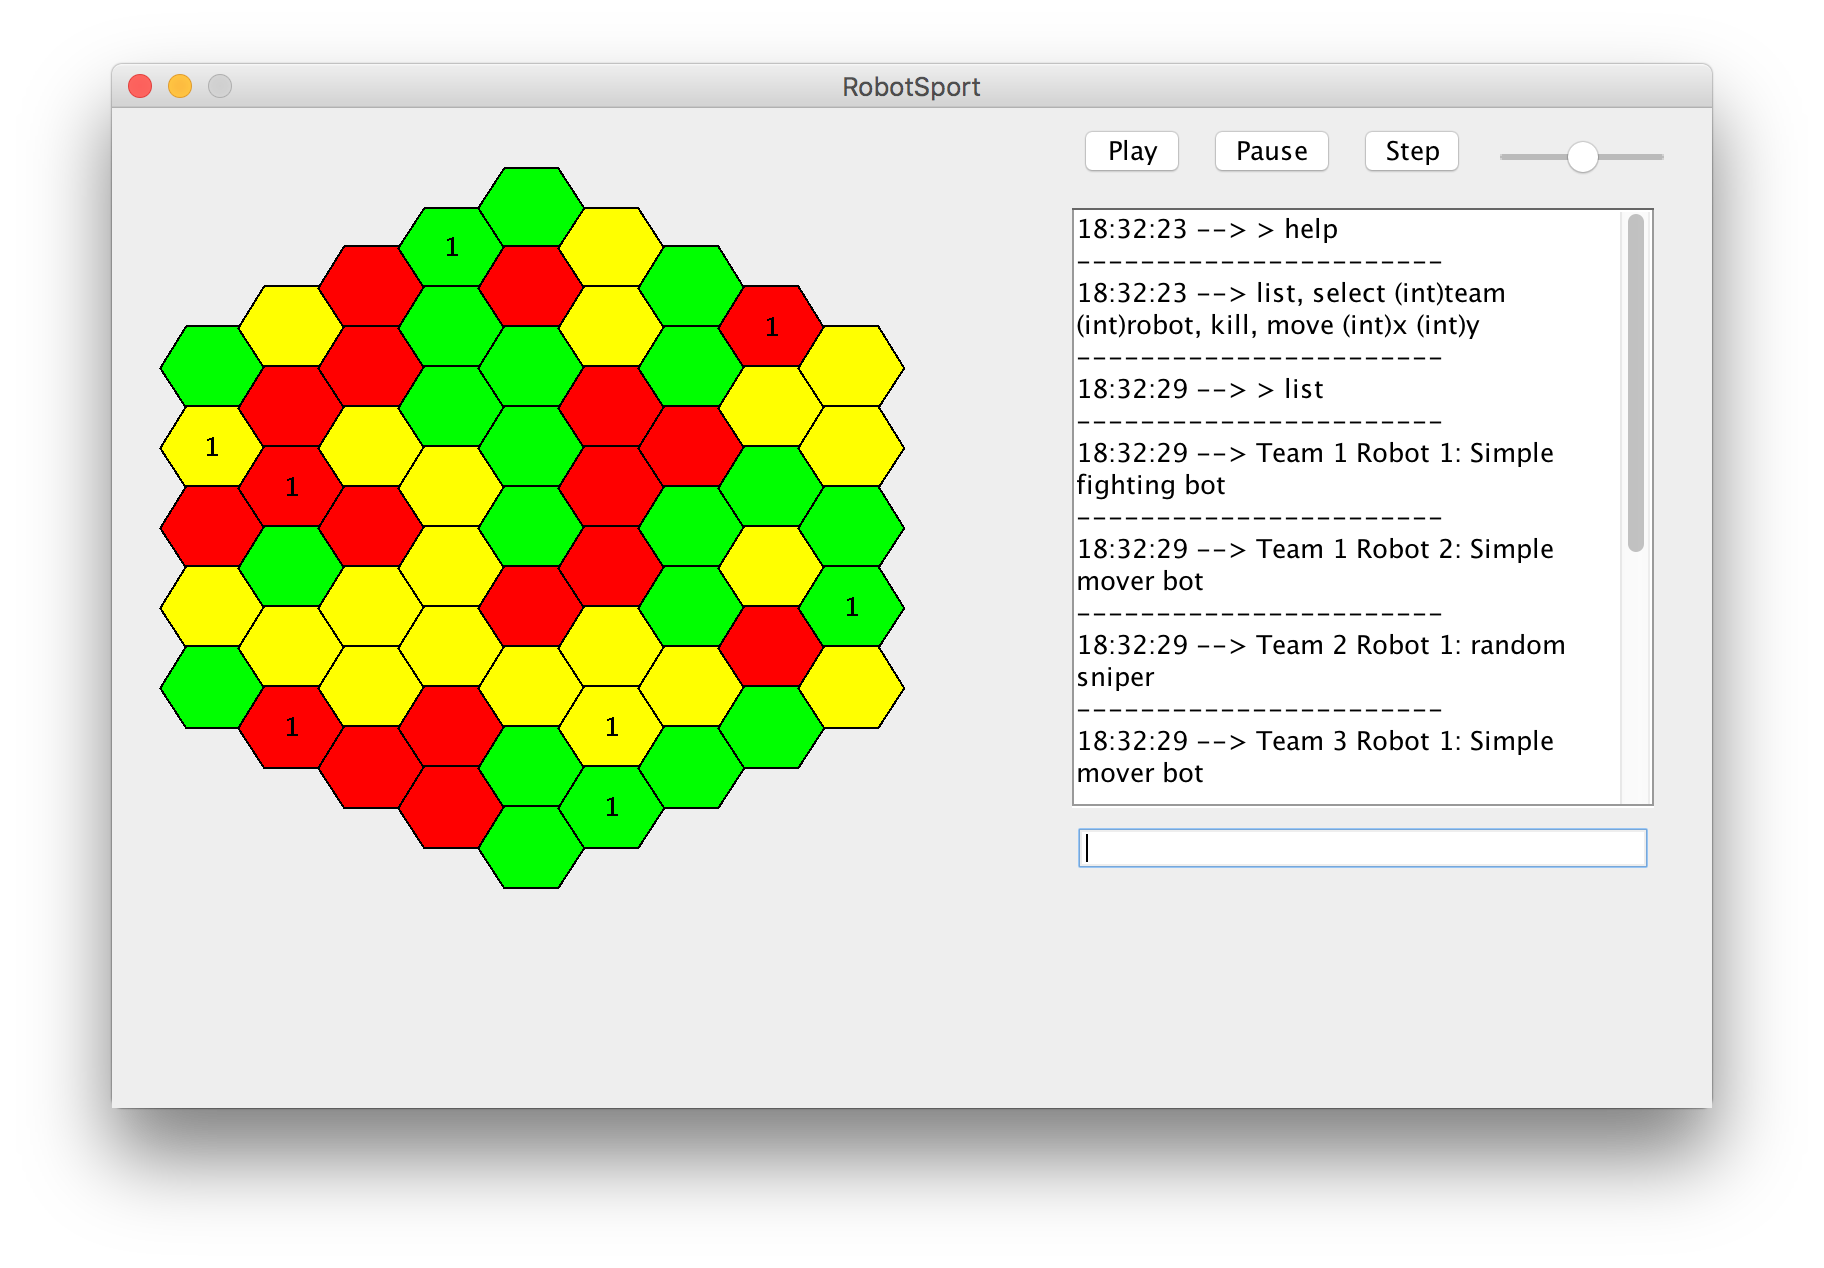 RobotSport
Play Pause Step
1
1
1
1
1
1
1
1
18:32:23 --> > help
-----------------------
18:32:23 --> list, select (int)team
(int)robot, kill, move (int)x (int)y
-----------------------
18:32:29 --> > list
-----------------------
18:32:29 --> Team 1 Robot 1: Simple
fighting bot
-----------------------
18:32:29 --> Team 1 Robot 2: Simple
mover bot
-----------------------
18:32:29 --> Team 2 Robot 1: random
sniper
-----------------------
18:32:29 --> Team 3 Robot 1: Simple
mover bot